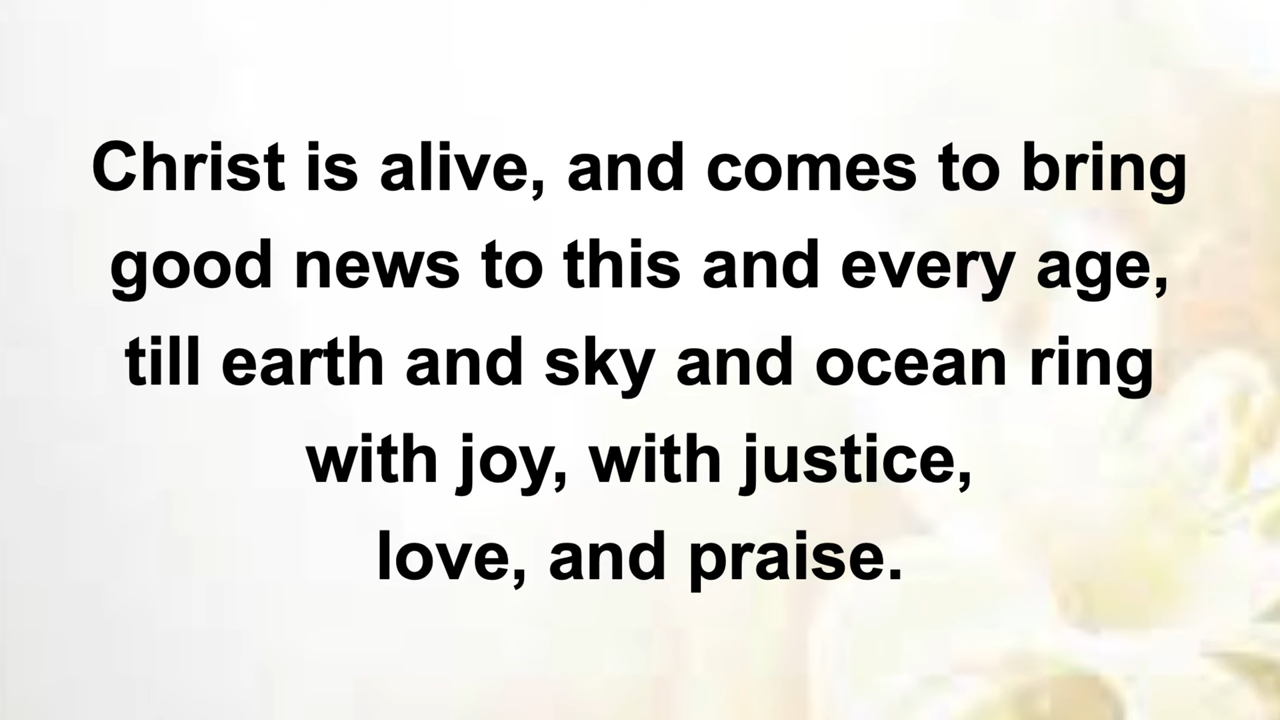 Christ is alive, and comes to bring
good news to this and every age,
till earth and sky and ocean ring
with joy, with justice,
love, and praise.